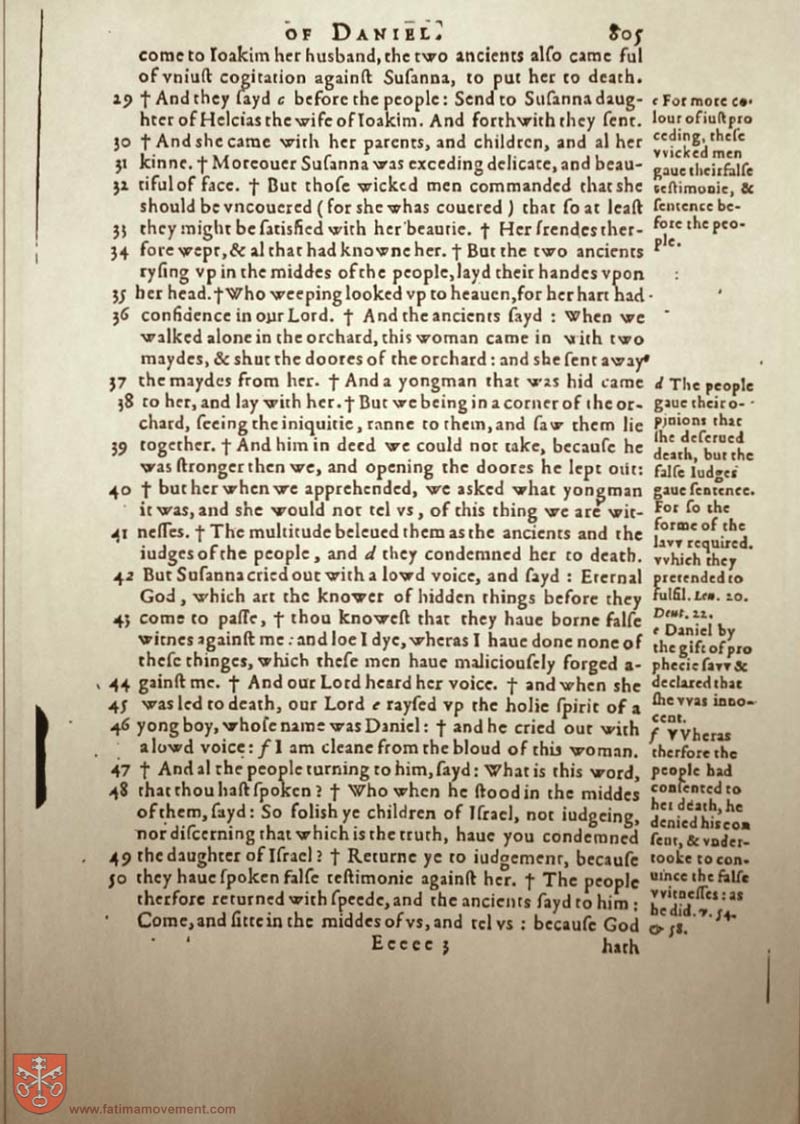 OF DANIEL.
805
come to Ioakim her husband, the two ancients alſo came ful
of vniuſt cogitation againſt Suſanna, to put her to death.
29 † And they ſayd c before the people: Send to Suſanna daug-
hter of Helcias the wife of Ioakim. And forthwith they ſent.
30 † And she came with her parents, and children, and al her
31 kinne. † Moreouer Suſanna was exceding delicate, and beau-
32 tiful of face. † But thoſe wicked men commanded that she
should be vncouered (for she whas couered) that ſo at leaſt
33 they might be ſatisfied with her beautie. † Her frendes ther-
34 fore wept, & al that had knowne her. † But the two ancients
ryſing vp in the middes of the people, layd their handes vpon
35 her head. † Who weeping looked vp to heauen, for her hart had
36 confidence in our Lord. † And the ancients ſayd : When we
walked alone in the orchard, this woman came in with two
maydes, & shut the doores of the orchard : and she ſent away
37 the maydes from her. † And a yongman that was hid came
38 to her, and lay with her. † But we being in a corner of the or-
chard, ſeeing the iniquitie, ranne to them, and ſaw them lie
39 together. † And him in deed we could not take, becauſe he
was ſtronger then we, and opening the doores he lept out:
40 † but her when we apprehended, we asked what yongman
it was, and she would not tel vs, of this thing we are wit-
41 neſſes. † The multitude beleued them as the ancients and the
iudges of the people, and d they condemned her to death.
42 But Suſanna cried out with a lowd voice, and ſayd : Eternal
God, which art the knower of hidden things before they
43 come to paſſe, † thou knoweſt that they haue borne falſe
witnes againſt me : and loe I dye, wheras I haue done none of
theſe thinges, which theſe men haue maliciouſely forged a-
44 gainſt me. † And our Lord heard her voice. † and when she
45 was led to death, our Lord e rayſed vp the holie ſpirit of a
46 yong boy, whoſe name was Daniel : † and he cried out with
a lowd voice : f I am cleane from the bloud of this woman.
47 † And al the people turning to him, ſayd: What is this word,
48 that thou haſt ſpoken ? † Who when he ſtood in the middes
of them, ſayd: So folish ye children of Iſrael, not iudgeing,
nor diſcerning that which is the truth, haue you condemned
49 the daughter of Iſrael ? † Returne ye to iudgement, becauſe
50 they haue ſpoken falſe teſtimonie againſt her. † The people
therfore returned with ſpeede, and the ancients ſayd to him :
Come, and ſitte in the middes of vs, and tel vs : becauſe God
Eeeee 3
hath
c For more co-
lour of iuſt pro
ceding, theſe
vvicked men
gaue their falſe
teſtimonie, &
ſentence be-
fore the peo-
ple.
d The people
gaue their o-
pinions that
ſhe deſerued
death, but the
falſe Iudges
gaue ſentence.
For ſo the
forme of the
lavv required.
vvhich they
pretended to
fulfil. Leu. 20.
Deut. 22.
e Daniel by
the gift of pro
phecie ſavv &
declared that
ſhe vvas inno-
cent.
f VVheras
therfore the
people had
conſented to
her death, he
denied his con
ſent, & vnder-
tooke to con-
uince the falſe
vvitneſſes : as
he did. v. 54.
& 58.
www.fatimamovement.com